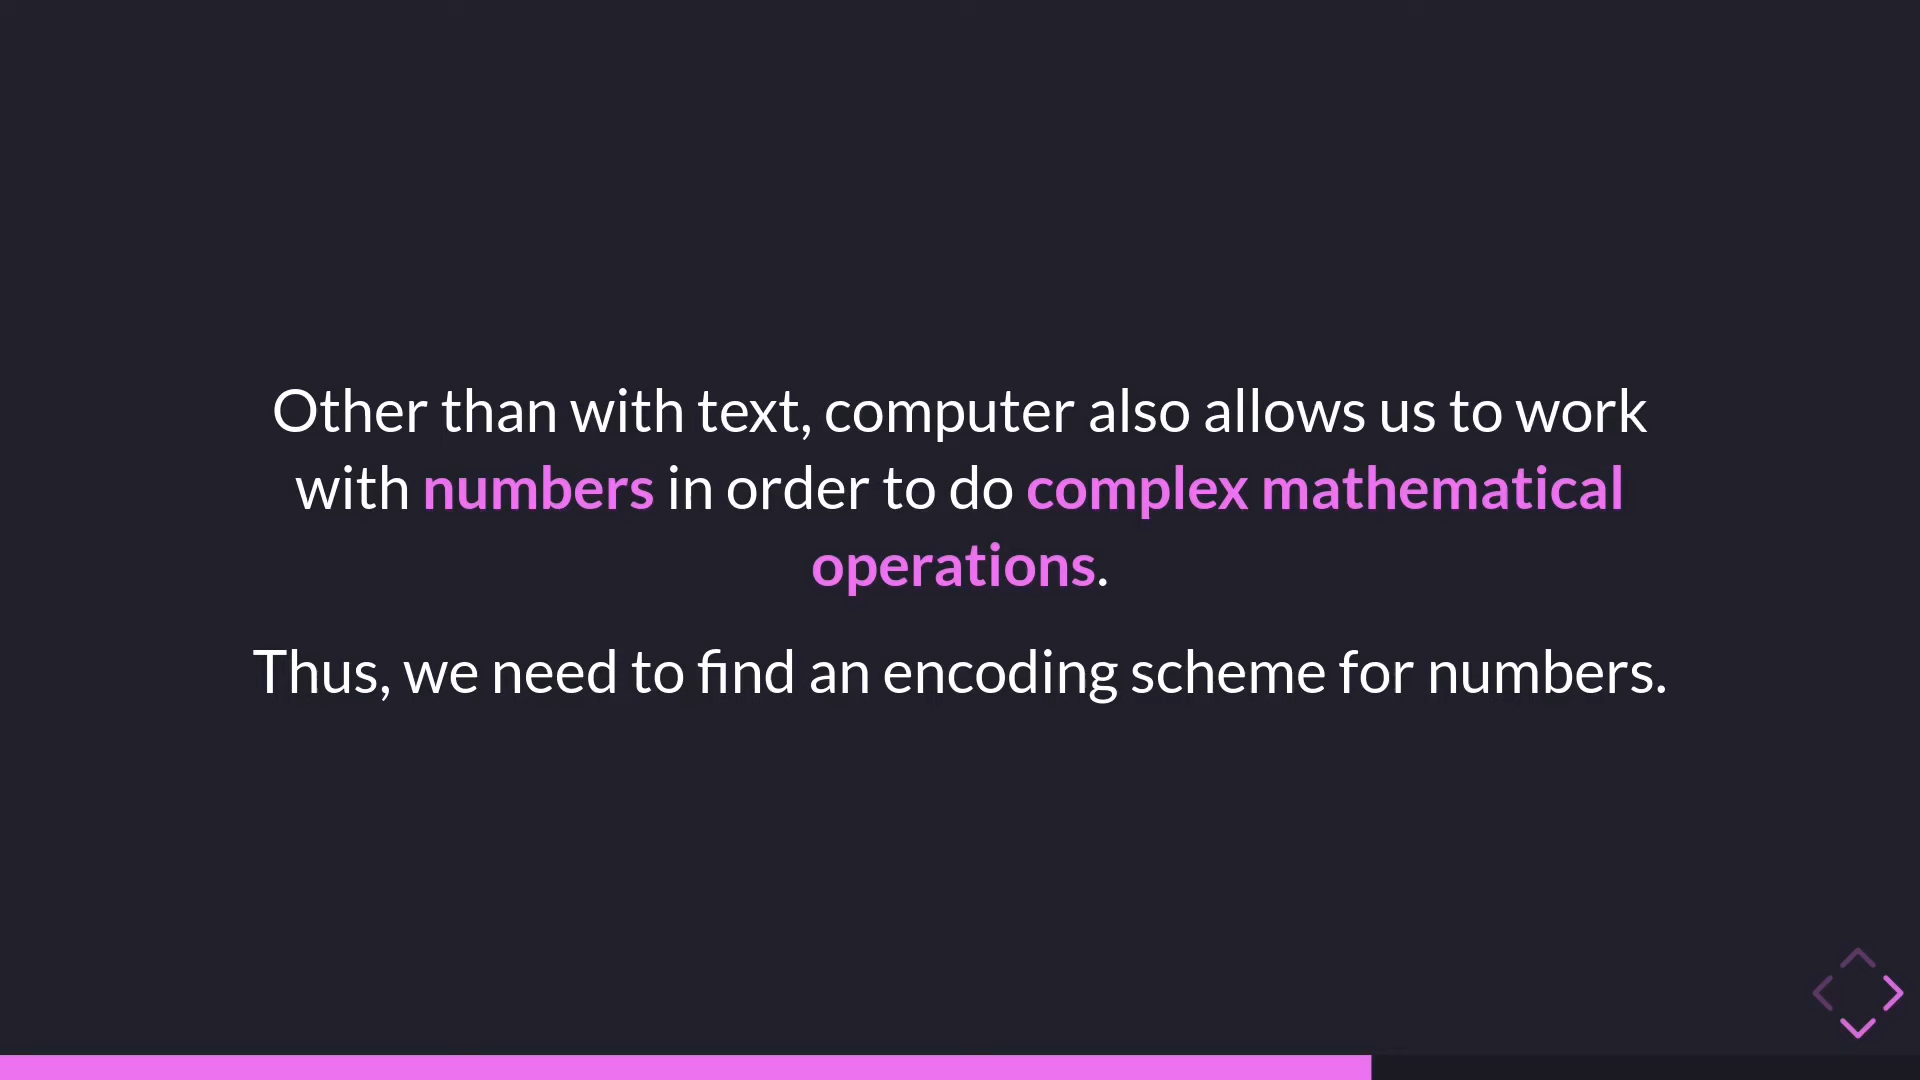 Other than with text, computer also allows us to work
with numbers in order to do complex mathematical
operations.
Thus, we need to find an encoding scheme for numbers.